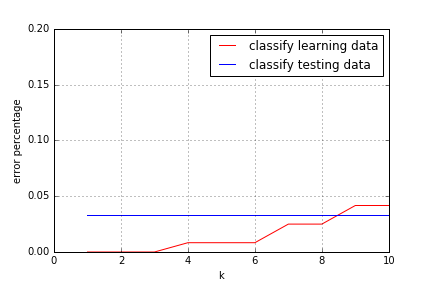 0.20
classify learning data
classify testing data
0.15
error percentage
0.10
0.05
0.00
0 2 4 6 8 10
k